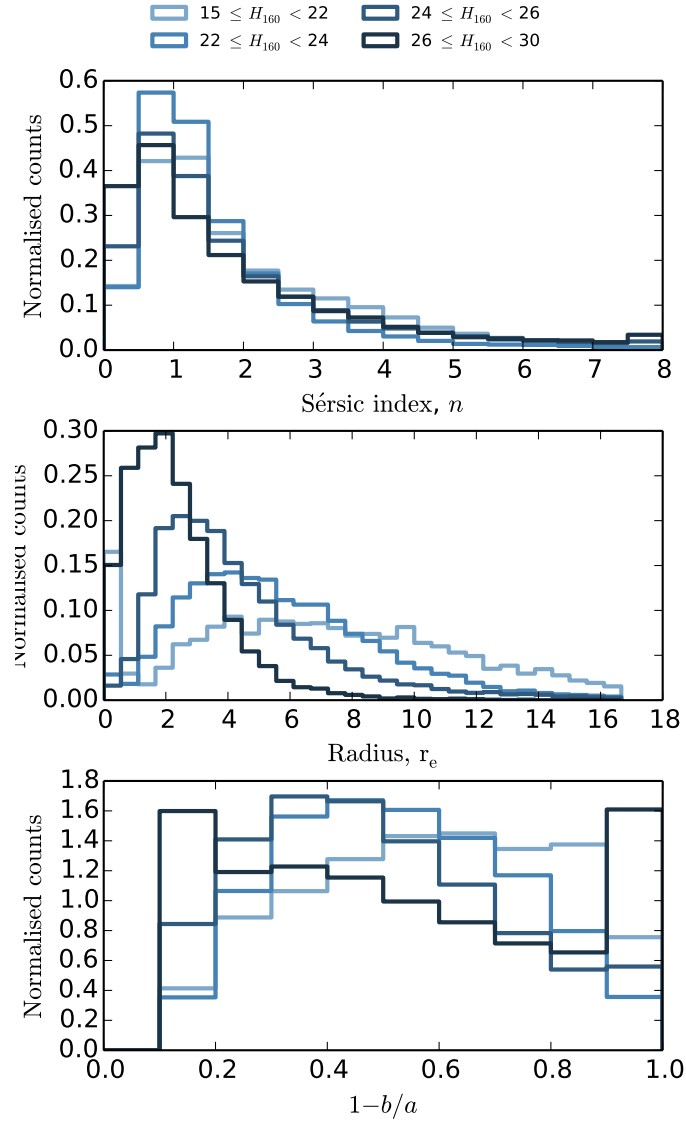 15 ≤ H₁₆₀ < 22 24 ≤ H₁₆₀ < 26
22 ≤ H₁₆₀ < 24 26 ≤ H₁₆₀ < 30
0.6
0.5
0.4
0.3
0.2
0.1
0.0
Normalised counts
0 1 2 3 4 5 6 7 8
Sérsic index, n
0.30
0.25
0.20
0.15
0.10
0.05
0.00
Normalised counts
0 2 4 6 8 10 12 14 16 18
Radius, rₑ
1.8
1.6
1.4
1.2
1.0
0.8
0.6
0.4
0.2
0.0
Normalised counts
0.0 0.2 0.4 0.6 0.8 1.0
1−b/a